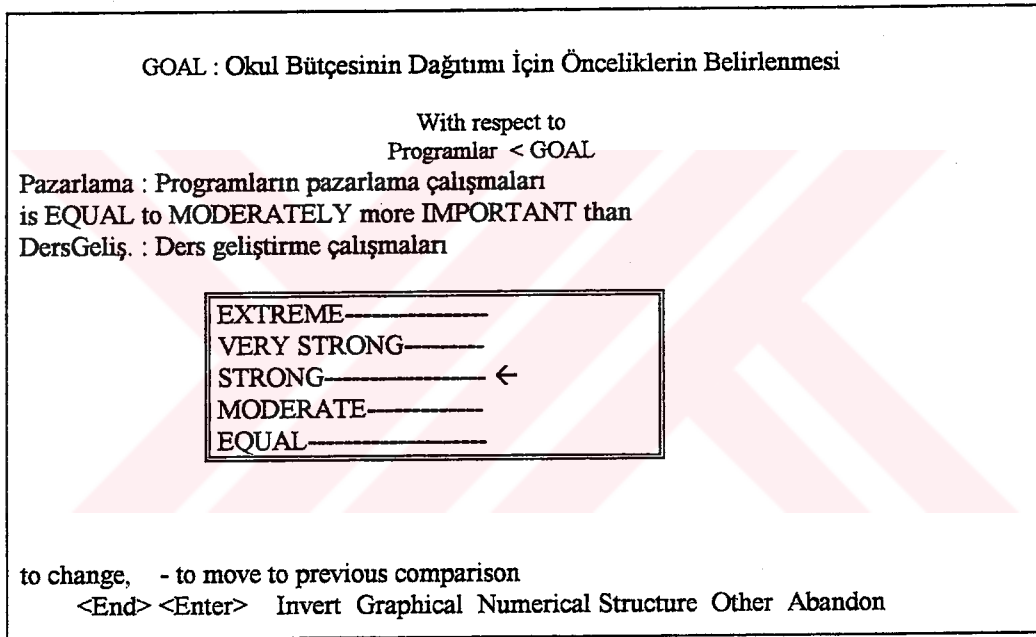 GOAL : Okul Bütçesinin Dağıtımı İçin Önceliklerin Belirlenmesi
With respect to
Programlar < GOAL
Pazarlama : Programların pazarlama çalışmaları
is EQUAL to MODERATELY more IMPORTANT than
DersGeliş. : Ders geliştirme çalışmaları
EXTREME----------------
VERY STRONG---------
STRONG------------------ ←
MODERATE-------------
EQUAL--------------------
to change, - to move to previous comparison
<End> <Enter> Invert Graphical Numerical Structure Other Abandon